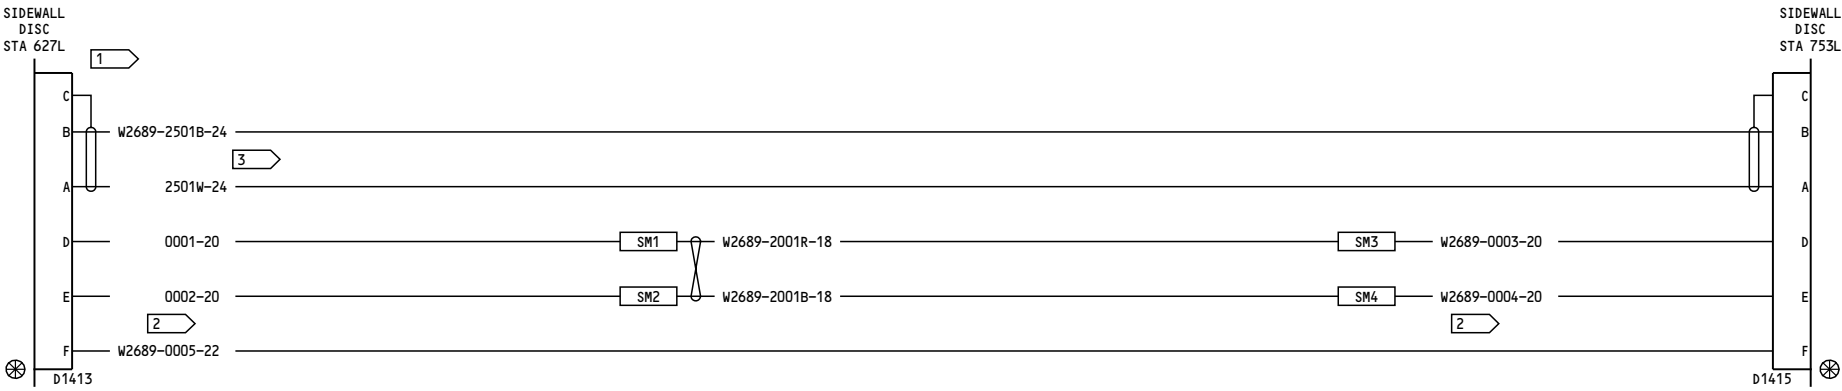 SIDEWALL
DISC
STA 627L
SIDEWALL
DISC
STA 753L
1
C
C
B W2689-2501B-24 B
3
A 2501W-24 A
D 0001-20 SM1 W2689-2001R-18 SM3 W2689-0003-20 D
E 0002-20 SM2 W2689-2001B-18 SM4 W2689-0004-20 E
2
2
F W2689-0005-22 F
D1413
D1415